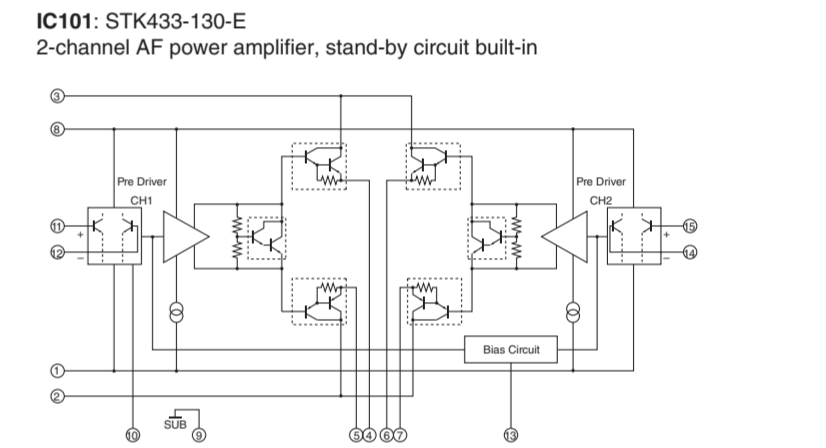 IC101: STK433-130-E
2-channel AF power amplifier, stand-by circuit built-in
3
8
Pre Driver
CH1
Pre Driver
CH2
11
+
12
−
15
+
14
−
Bias Circuit
1
2
10
SUB
9
5 4 6 7
13